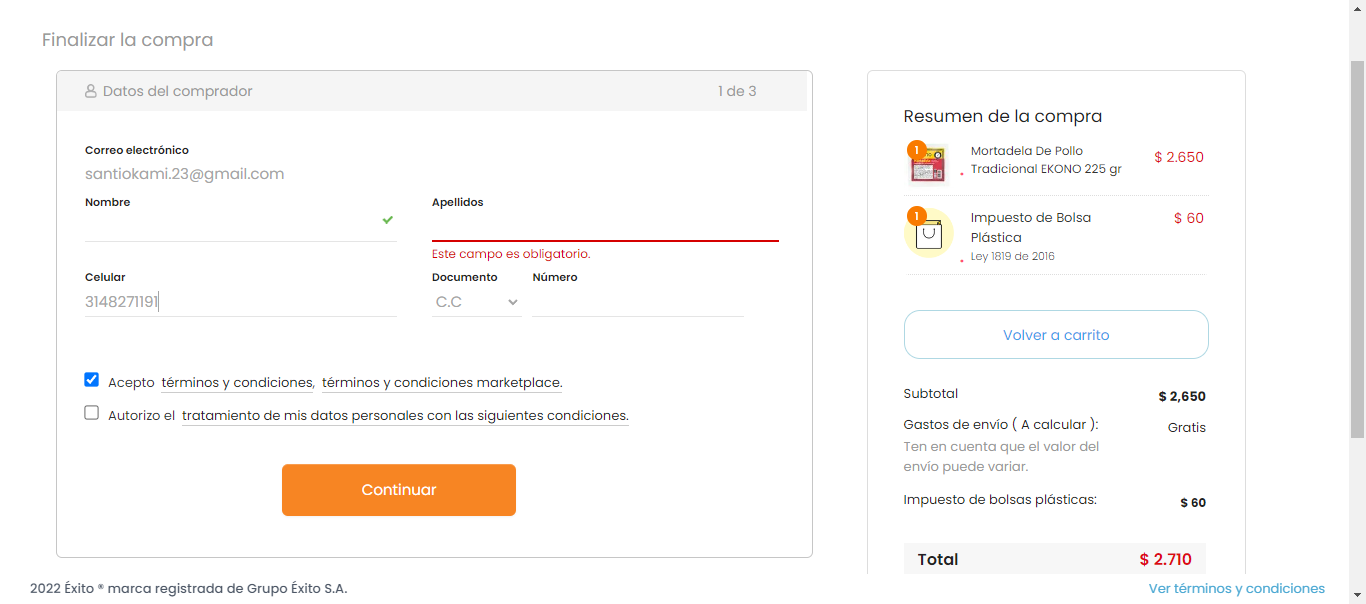 Finalizar la compra
Datos del comprador 1 de 3
Correo electrónico
santiokami.23@gmail.com
Nombre Apellidos
Este campo es obligatorio.
Celular Documento Número
3148271191 C.C
Acepto términos y condiciones, términos y condiciones marketplace.
Autorizo el tratamiento de mis datos personales con las siguientes condiciones.
Continuar
Resumen de la compra
1 Mortadela De Pollo $ 2.650
Tradicional EKONO 225 gr
1 Impuesto de Bolsa $ 60
Plástica
Ley 1819 de 2016
Volver a carrito
Subtotal $ 2,650
Gastos de envío ( A calcular ): Gratis
Ten en cuenta que el valor del
envío puede variar.
Impuesto de bolsas plásticas: $ 60
Total $ 2.710
2022 Éxito ® marca registrada de Grupo Éxito S.A. Ver términos y condiciones